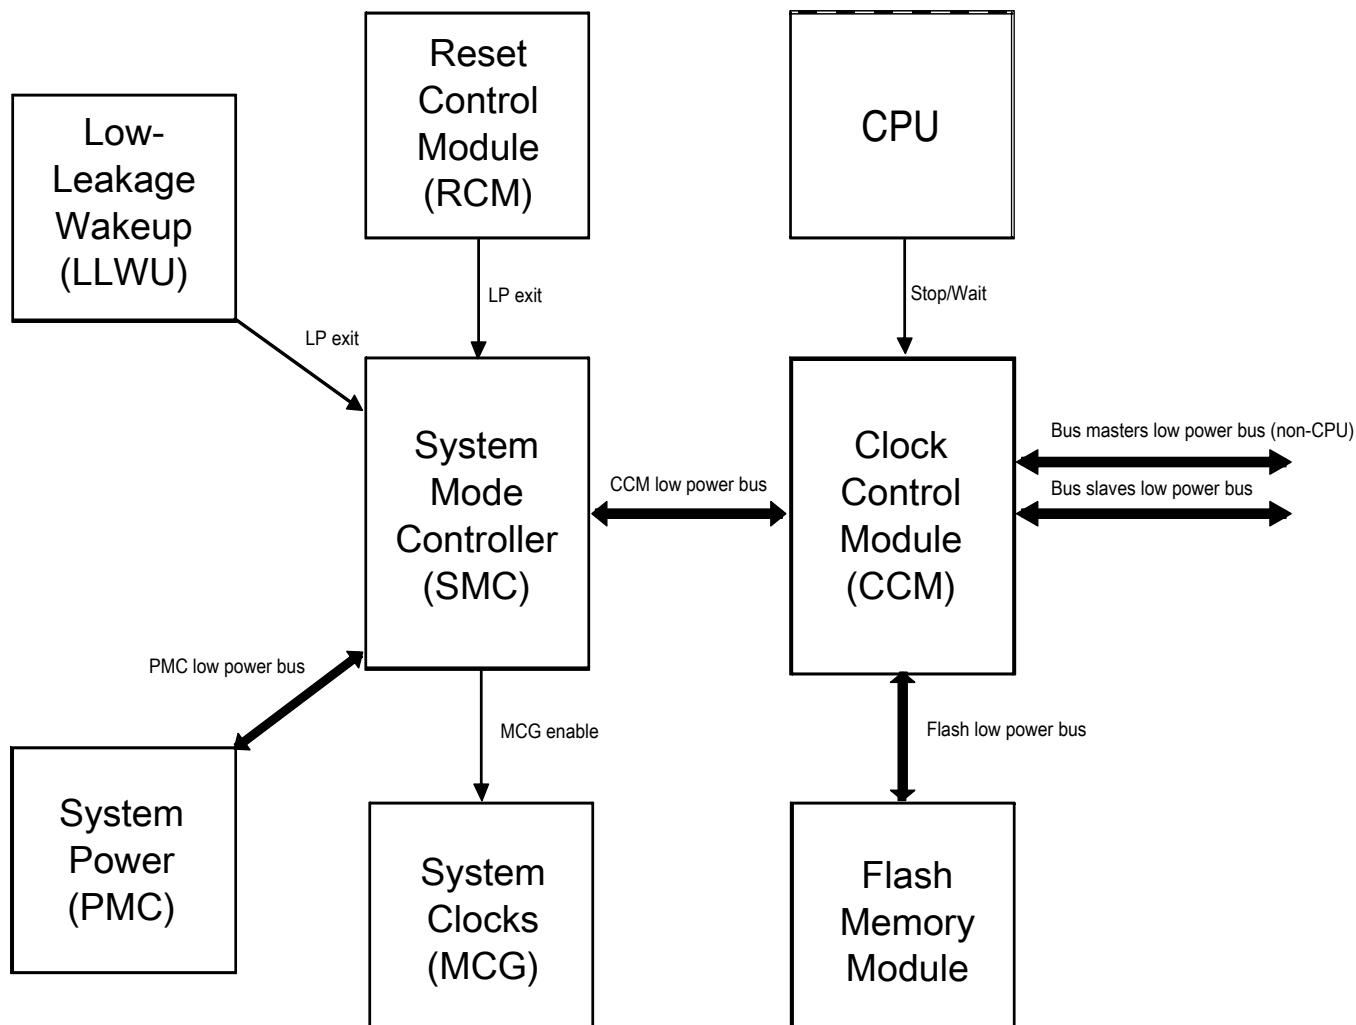 Reset
Control
Module
(RCM)
CPU
Low-
Leakage
Wakeup
(LLWU)
LP exit
Stop/Wait
LP exit
System
Mode
Controller
(SMC)
Clock
Control
Module
(CCM)
Bus masters low power bus (non-CPU)
CCM low power bus
Bus slaves low power bus
PMC low power bus
MCG enable
Flash low power bus
System
Power
(PMC)
System
Clocks
(MCG)
Flash
Memory
Module